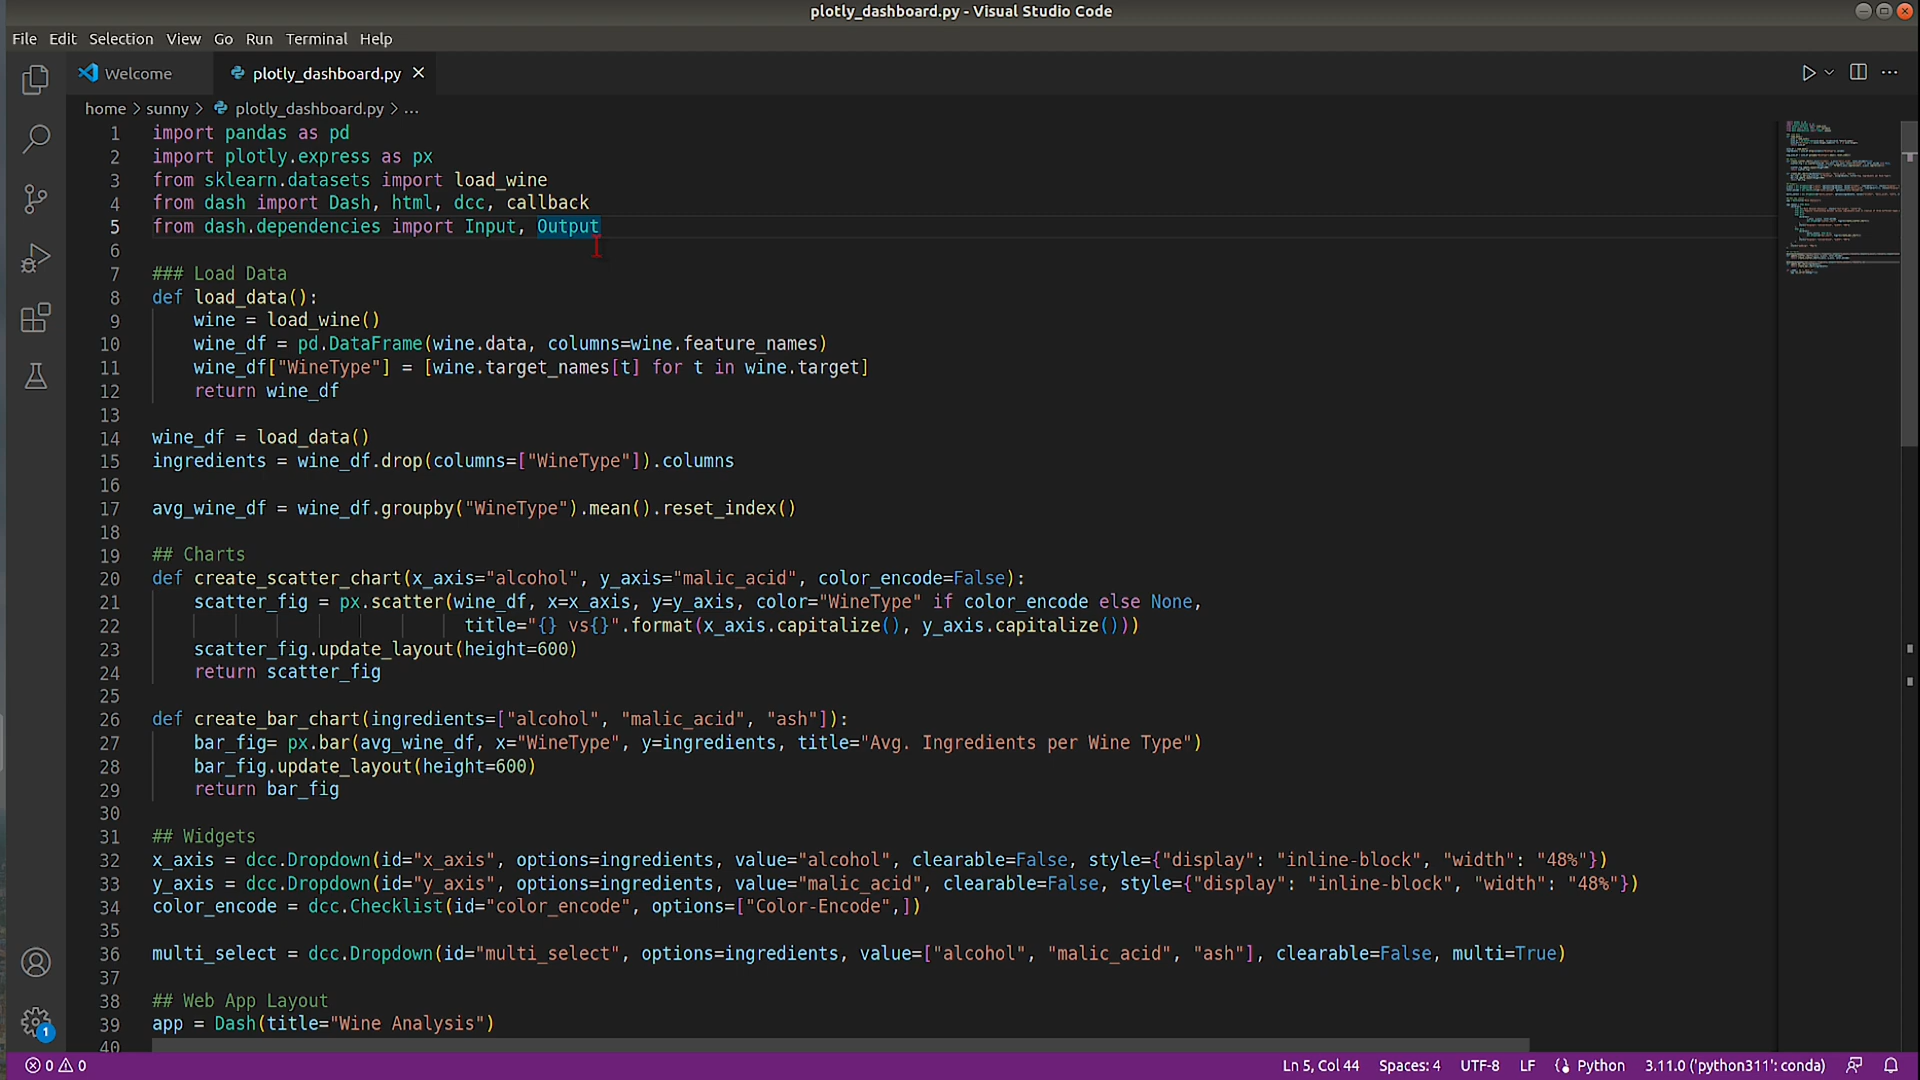 plotly_dashboard.py - Visual Studio Code
File Edit Selection View Go Run Terminal Help
Welcome plotly_dashboard.py
home > sunny > plotly_dashboard.py > ...
1 import pandas as pd
2 import plotly.express as px
3 from sklearn.datasets import load_wine
4 from dash import Dash, html, dcc, callback
5 from dash.dependencies import Input, Output
6
7 ### Load Data
8 def load_data():
9 wine = load_wine()
10 wine_df = pd.DataFrame(wine.data, columns=wine.feature_names)
11 wine_df["WineType"] = [wine.target_names[t] for t in wine.target]
12 return wine_df
13
14 wine_df = load_data()
15 ingredients = wine_df.drop(columns=["WineType"]).columns
16
17 avg_wine_df = wine_df.groupby("WineType").mean().reset_index()
18
19 ## Charts
20 def create_scatter_chart(x_axis="alcohol", y_axis="malic_acid", color_encode=False):
21 scatter_fig = px.scatter(wine_df, x=x_axis, y=y_axis, color="WineType" if color_encode else None,
22 title="{} vs{}".format(x_axis.capitalize(), y_axis.capitalize()))
23 scatter_fig.update_layout(height=600)
24 return scatter_fig
25
26 def create_bar_chart(ingredients=["alcohol", "malic_acid", "ash"]):
27 bar_fig= px.bar(avg_wine_df, x="WineType", y=ingredients, title="Avg. Ingredients per Wine Type")
28 bar_fig.update_layout(height=600)
29 return bar_fig
30
31 ## Widgets
32 x_axis = dcc.Dropdown(id="x_axis", options=ingredients, value="alcohol", clearable=False, style={"display": "inline-block", "width": "48%"})
33 y_axis = dcc.Dropdown(id="y_axis", options=ingredients, value="malic_acid", clearable=False, style={"display": "inline-block", "width": "48%"})
34 color_encode = dcc.Checklist(id="color_encode", options=["Color-Encode",])
35
36 multi_select = dcc.Dropdown(id="multi_select", options=ingredients, value=["alcohol", "malic_acid", "ash"], clearable=False, multi=True)
37
38 ## Web App Layout
39 app = Dash(title="Wine Analysis")
40
1
0 0 Ln 5, Col 44 Spaces: 4 UTF-8 LF Python 3.11.0 ('python311': conda)